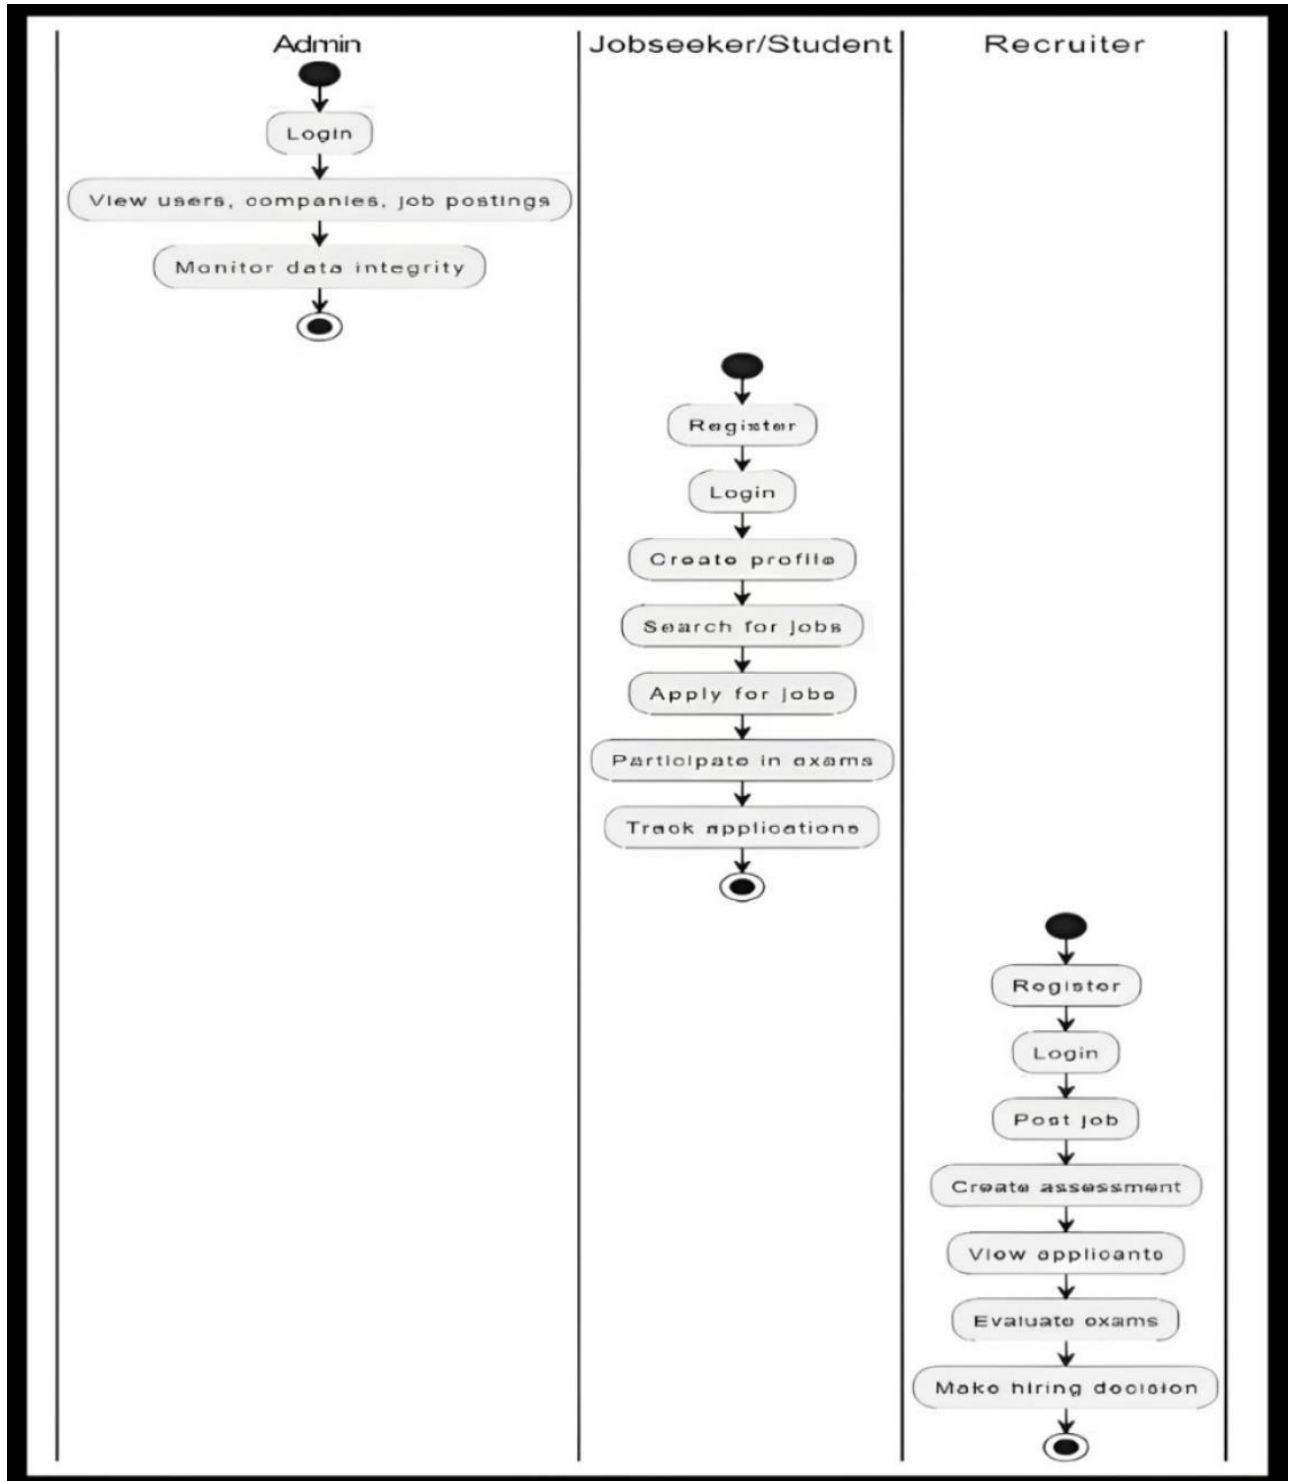 Admin
Jobseeker/Student
Recruiter
Login
View users, companies, job postings
Monitor data integrity
Register
Login
Create profile
Search for jobs
Apply for jobs
Participate in exams
Track applications
Register
Login
Post job
Create assessment
View applicants
Evaluate exams
Make hiring decision